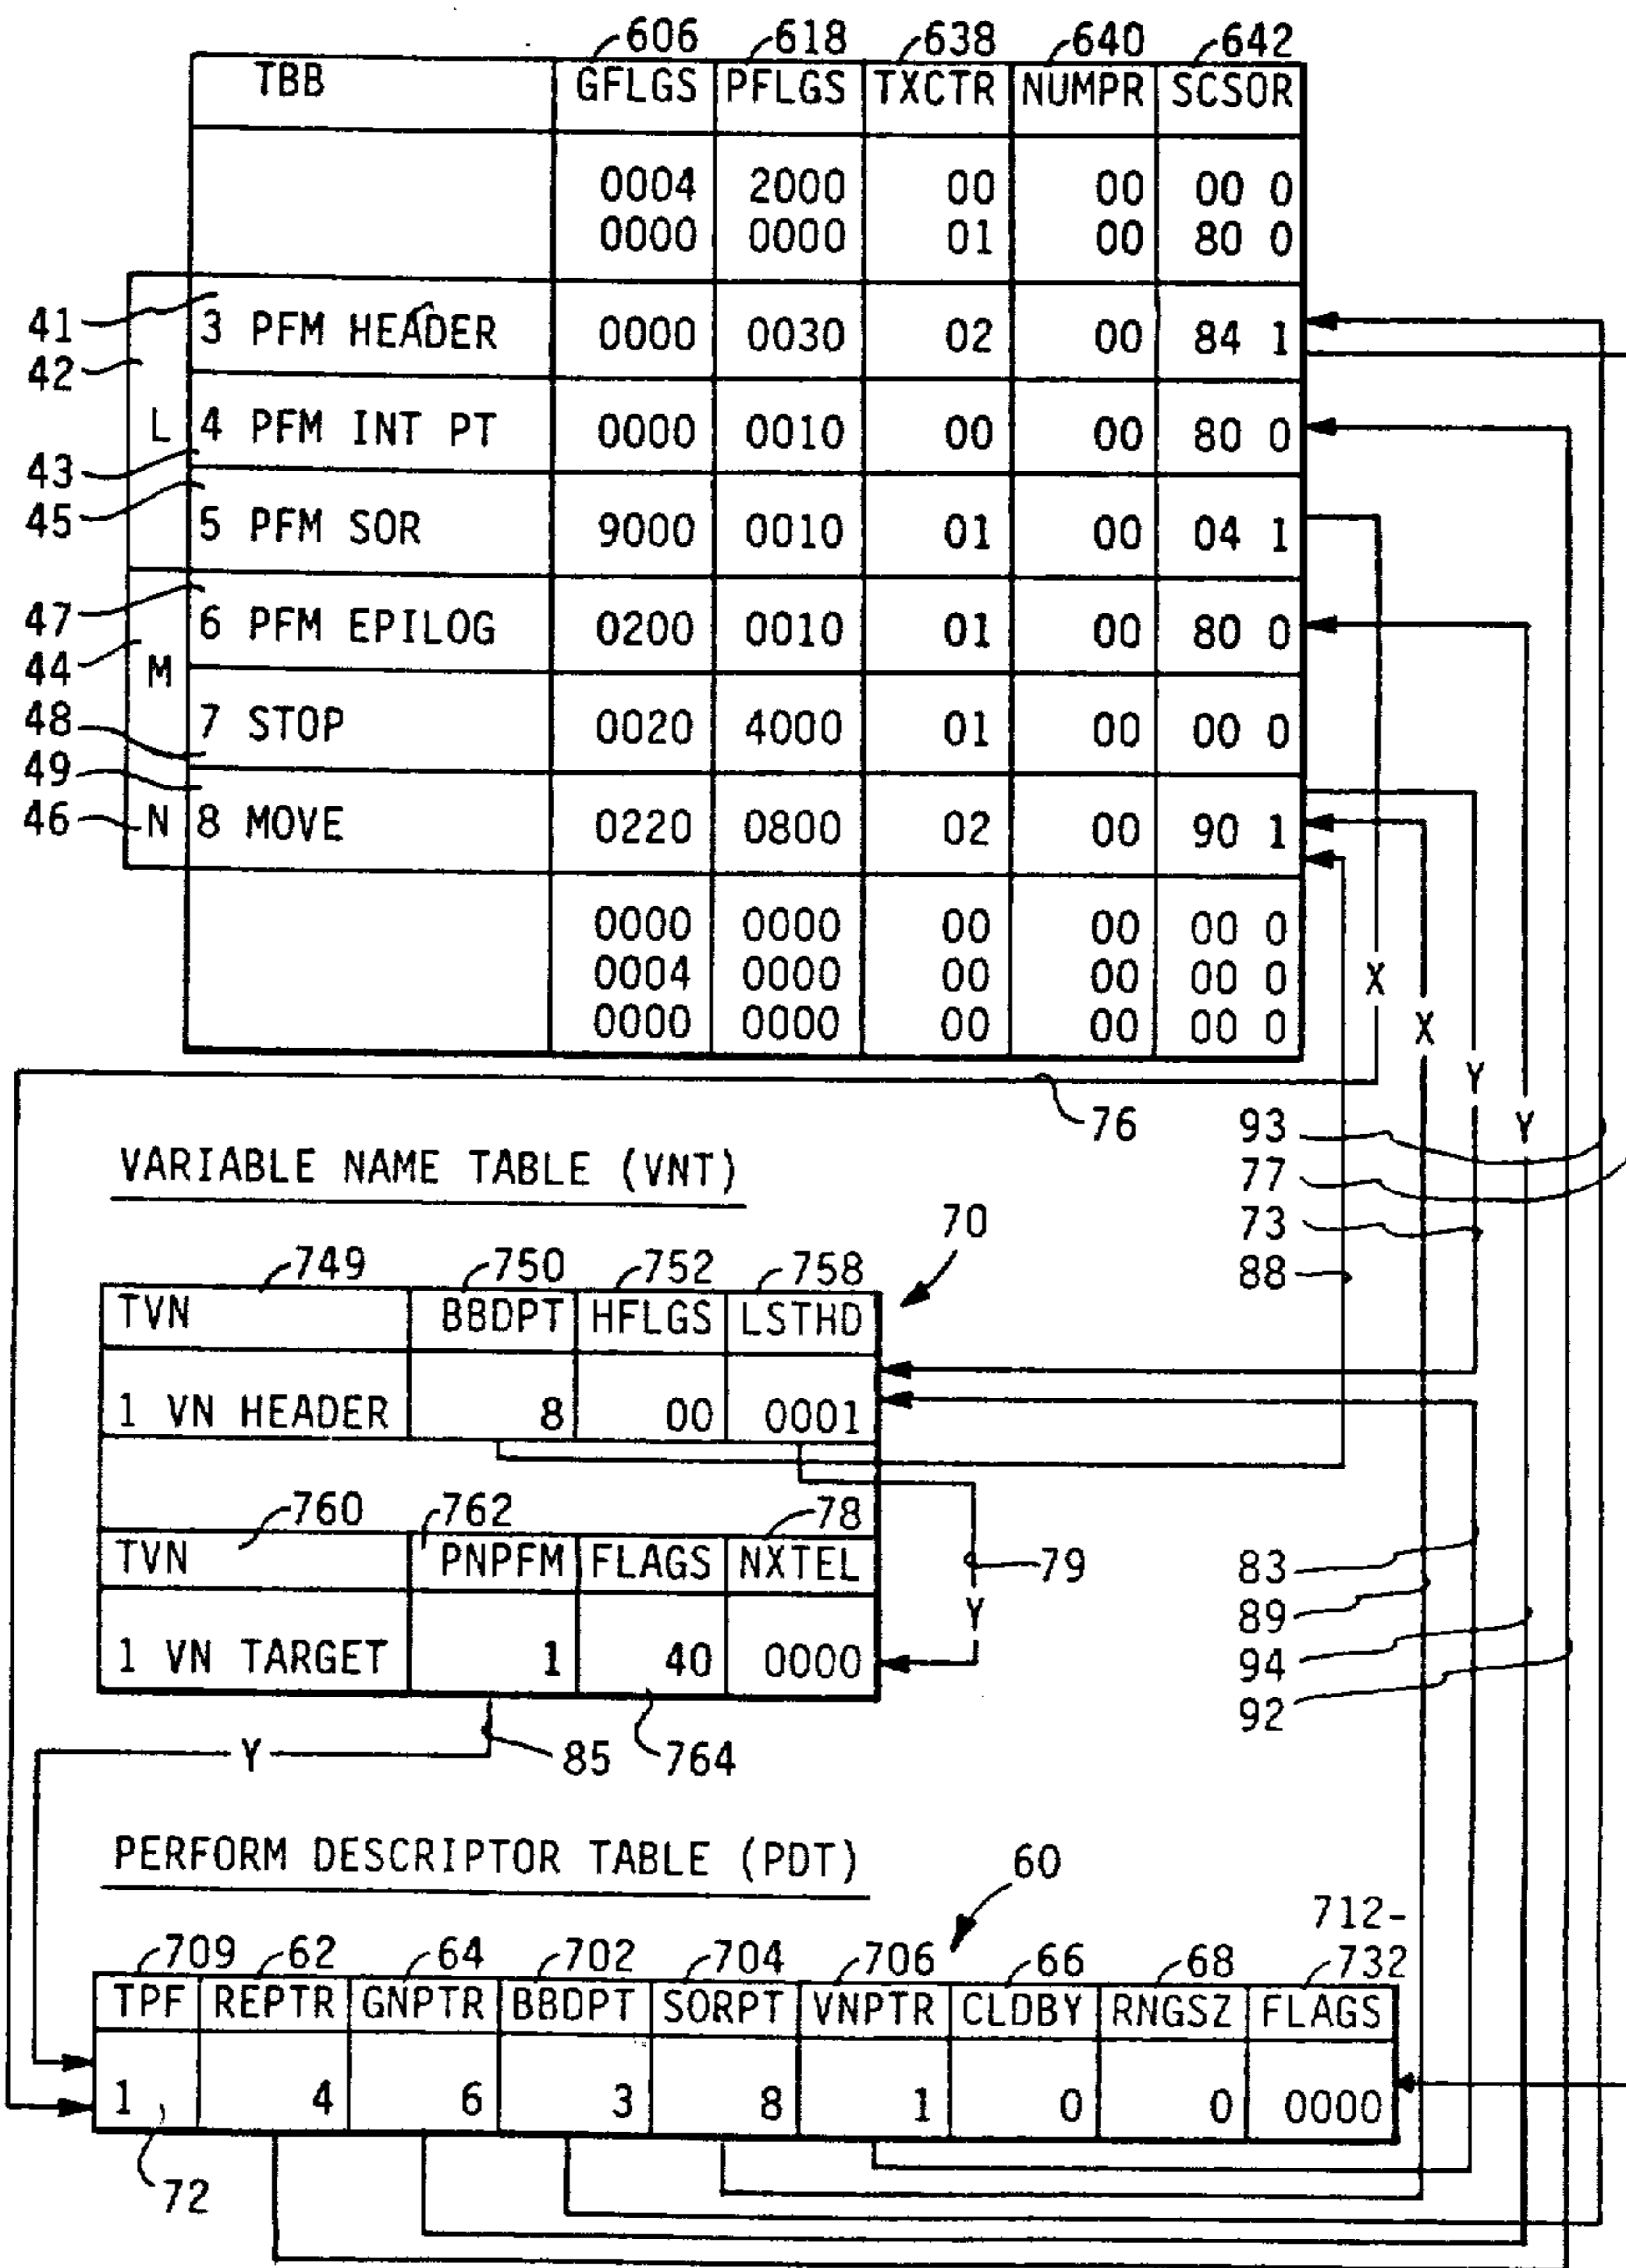 606 618 638 640 642
TBB GFLGS PFLGS TXCTR NUMPR SCSOR
0004 2000 00 00 00 0
0000 0000 01 00 80 0
41 3 PFM HEADER 0000 0030 02 00 84 1
42
L 4 PFM INT PT 0000 0010 00 00 80 0
43
45 5 PFM SOR 9000 0010 01 00 04 1
47 6 PFM EPILOG 0200 0010 01 00 80 0
44 M
48 7 STOP 0020 4000 01 00 00 0
49
46 N 8 MOVE 0220 0800 02 00 90 1
0000 0000 00 00 00 0
0004 0000 00 00 00 0
0000 0000 00 00 00 0
X
X
Y
Y
76
93
77
73
88
VARIABLE NAME TABLE (VNT)
70
749 750 752 758
TVN BBDPT HFLGS LSTHD
1 VN HEADER 8 00 0001
760 762 78
TVN PNPFM FLAGS NXTEL
79
Y
1 VN TARGET 1 40 0000
83
89
94
92
Y 85 764
PERFORM DESCRIPTOR TABLE (PDT)
60
712-
709 62 64 702 704 706 66 68 732
TPF REPTR GNPTR BBDPT SORPT VNPTR CLDBY RNGSZ FLAGS
1 4 6 3 8 1 0 0 0000
72